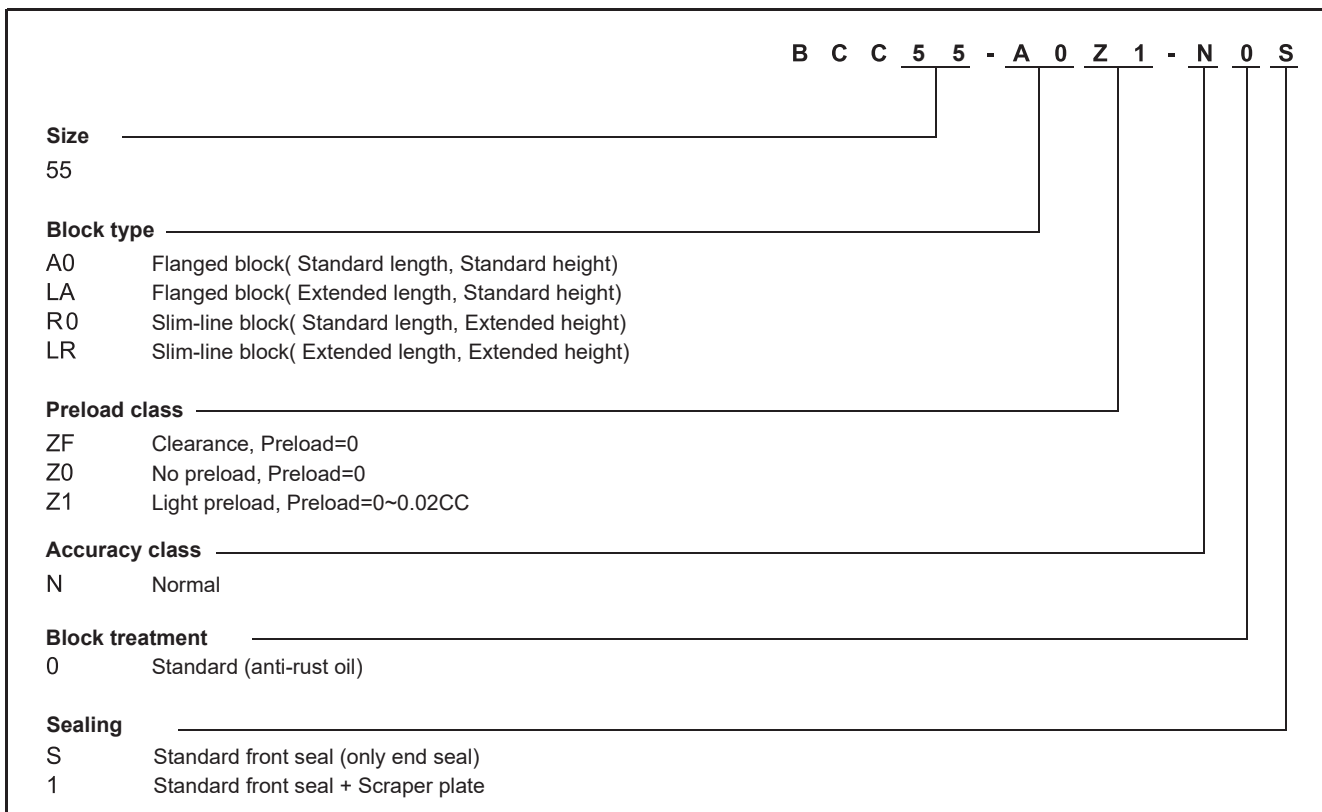 B C C 5 5 - A 0 Z 1 - N 0 S
Size
55
Block type
A0 Flanged block( Standard length, Standard height)
LA Flanged block( Extended length, Standard height)
R0 Slim-line block( Standard length, Extended height)
LR Slim-line block( Extended length, Extended height)
Preload class
ZF Clearance, Preload=0
Z0 No preload, Preload=0
Z1 Light preload, Preload=0~0.02CC
Accuracy class
N Normal
Block treatment
0 Standard (anti-rust oil)
Sealing
S Standard front seal (only end seal)
1 Standard front seal + Scraper plate